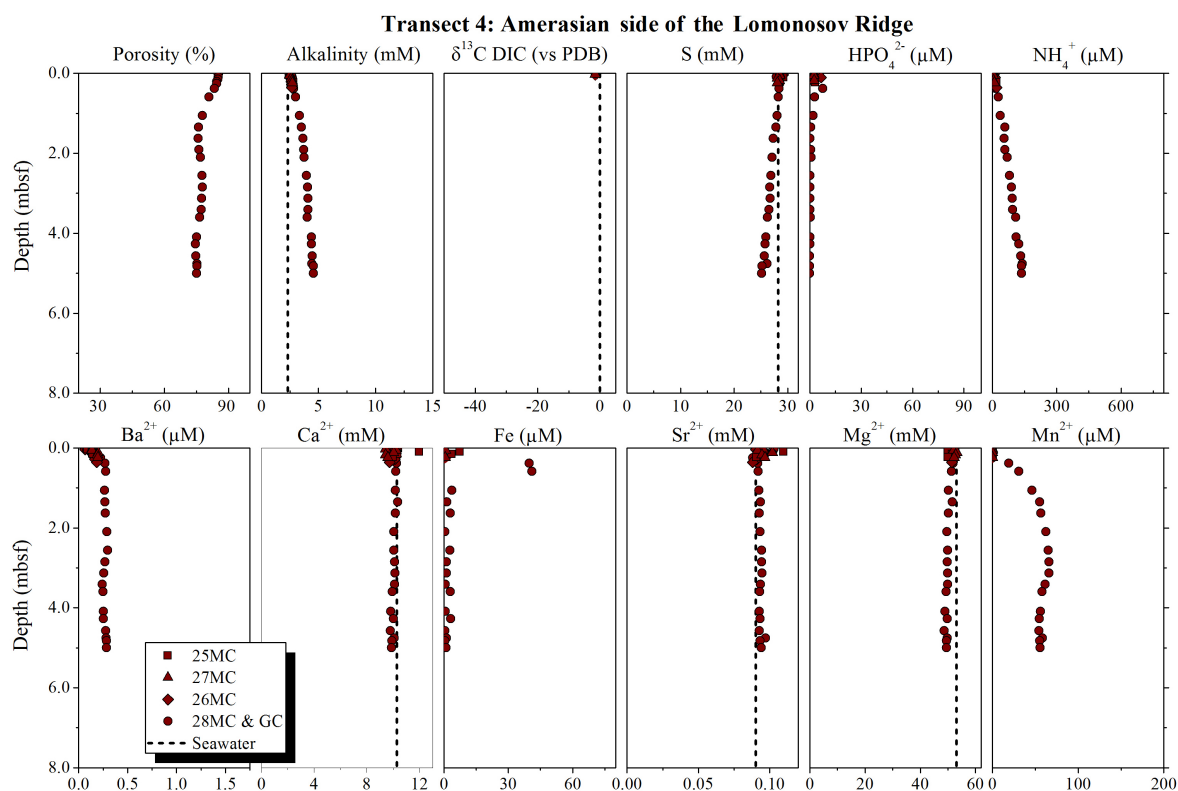 Transect 4: Amerasian side of the Lomonosov Ridge
Porosity (%) Alkalinity (mM) δ¹³C DIC (vs PDB) S (mM) HPO₄²⁻ (µM) NH₄⁺ (µM)
0.0
2.0
4.0
6.0
8.0
Depth (mbsf)
30 60 90 0 5 10 15 -40 -20 0 0 10 20 30 0 30 60 90 0 300 600
Ba²⁺ (µM) Ca²⁺ (mM) Fe (µM) Sr²⁺ (mM) Mg²⁺ (mM) Mn²⁺ (µM)
0.0
2.0
4.0
6.0
8.0
Depth (mbsf)
25MC
27MC
26MC
28MC & GC
Seawater
0.0 0.5 1.0 1.5 0 4 8 12 0 30 60 0.00 0.05 0.10 0 20 40 60 0 100 200